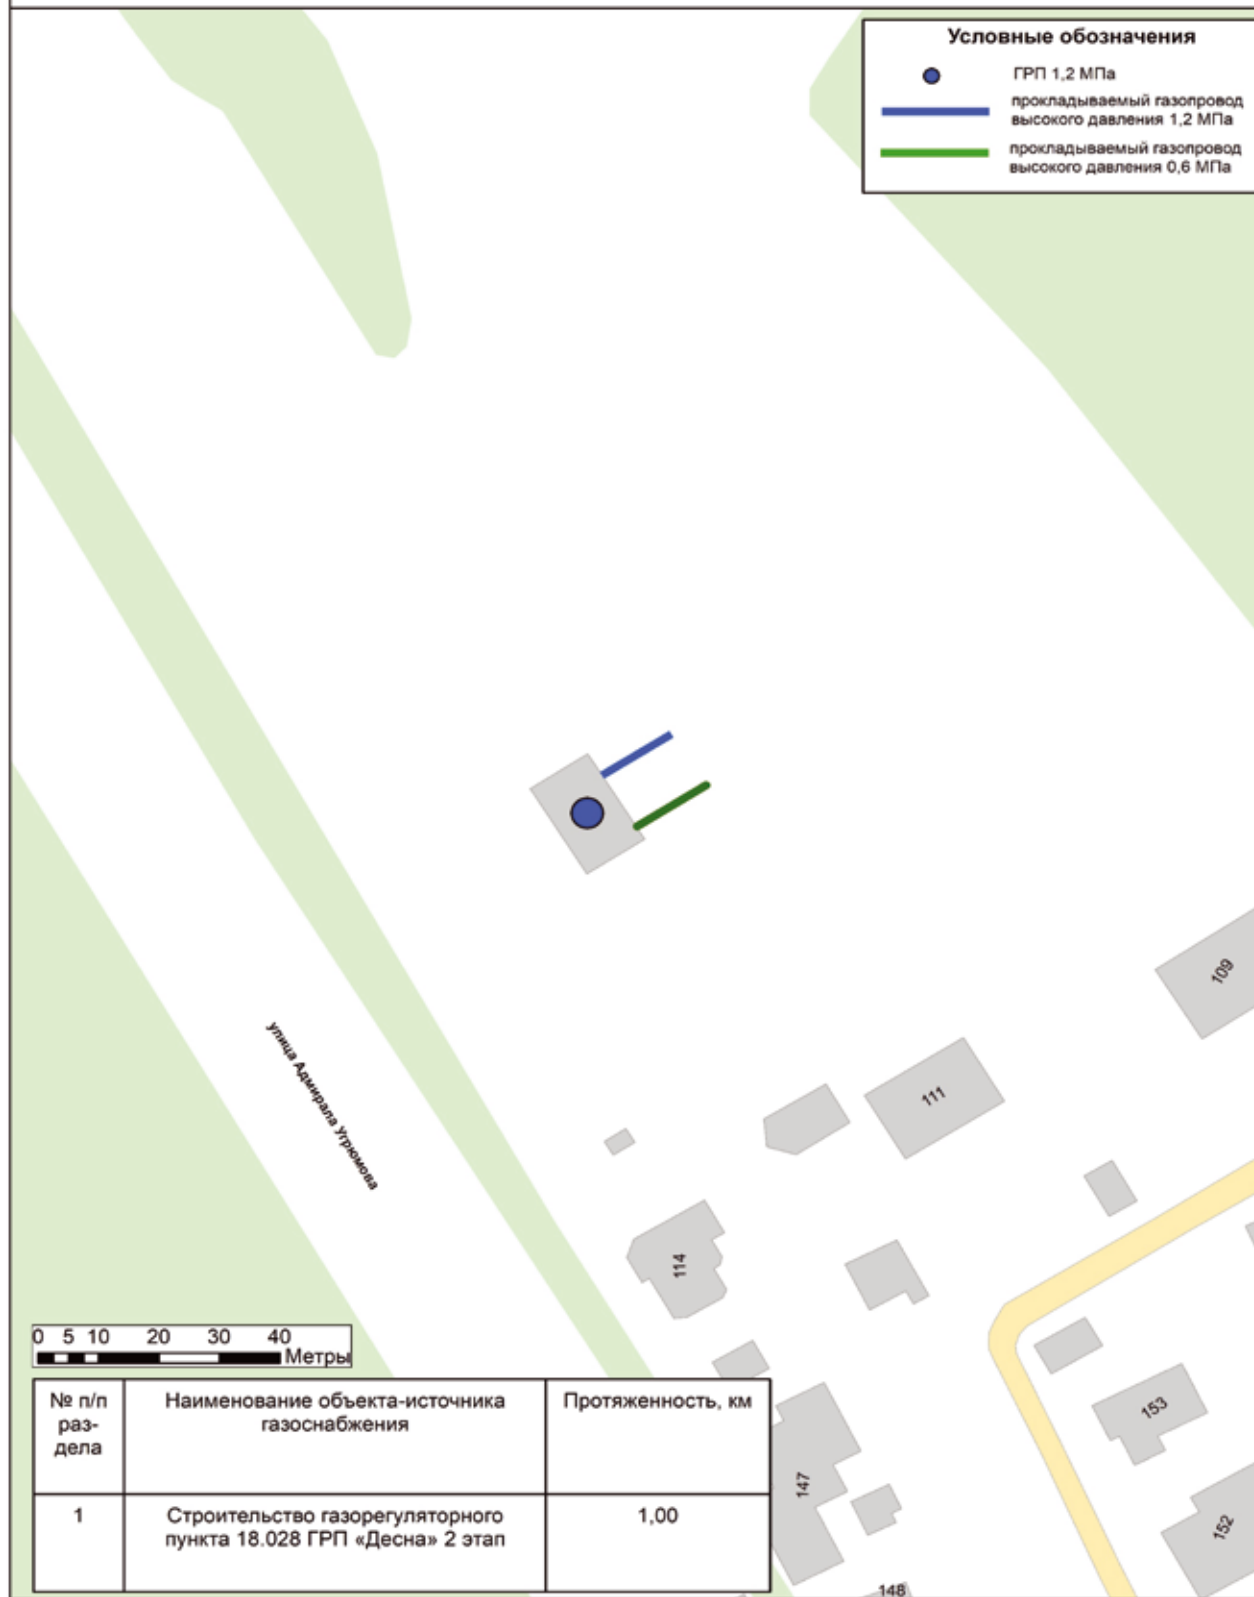 Условные обозначения
ГРП 1,2 МПа
прокладываемый газопровод
высокого давления 1,2 МПа
прокладываемый газопровод
высокого давления 0,6 МПа
109
111
улица Адмирала Угрюмова
114
0 5 10 20 30 40
Метры
153
147
152
148
№ п/п
раз-
дела
Наименование объекта-источника
газоснабжения
Протяженность, км
1
Строительство газорегуляторного
пункта 18.028 ГРП «Десна» 2 этап
1,00